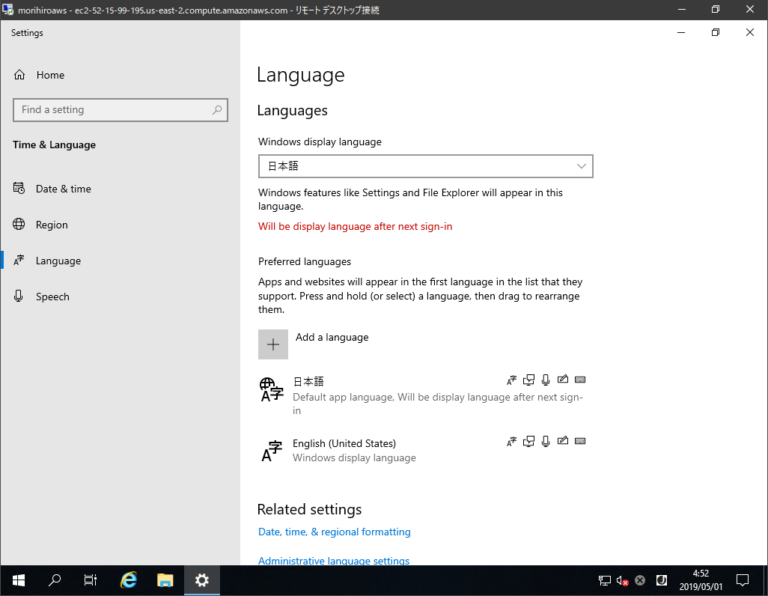 morihiroaws - ec2-52-15-99-195.us-east-2.compute.amazonaws.com - リモート デスクトップ接続
Settings
Home
Find a setting
Time & Language
Date & time
Region
Language
Speech
Language
Languages
Windows display language
日本語
Windows features like Settings and File Explorer will appear in this
language.
Will be display language after next sign-in
Preferred languages
Apps and websites will appear in the first language in the list that they
support. Press and hold (or select) a language, then drag to rearrange
them.
Add a language
日本語
Default app language, Will be display language after next sign-
in
English (United States)
Windows display language
Related settings
Date, time, & regional formatting
Administrative language settings
4:52
2019/05/01